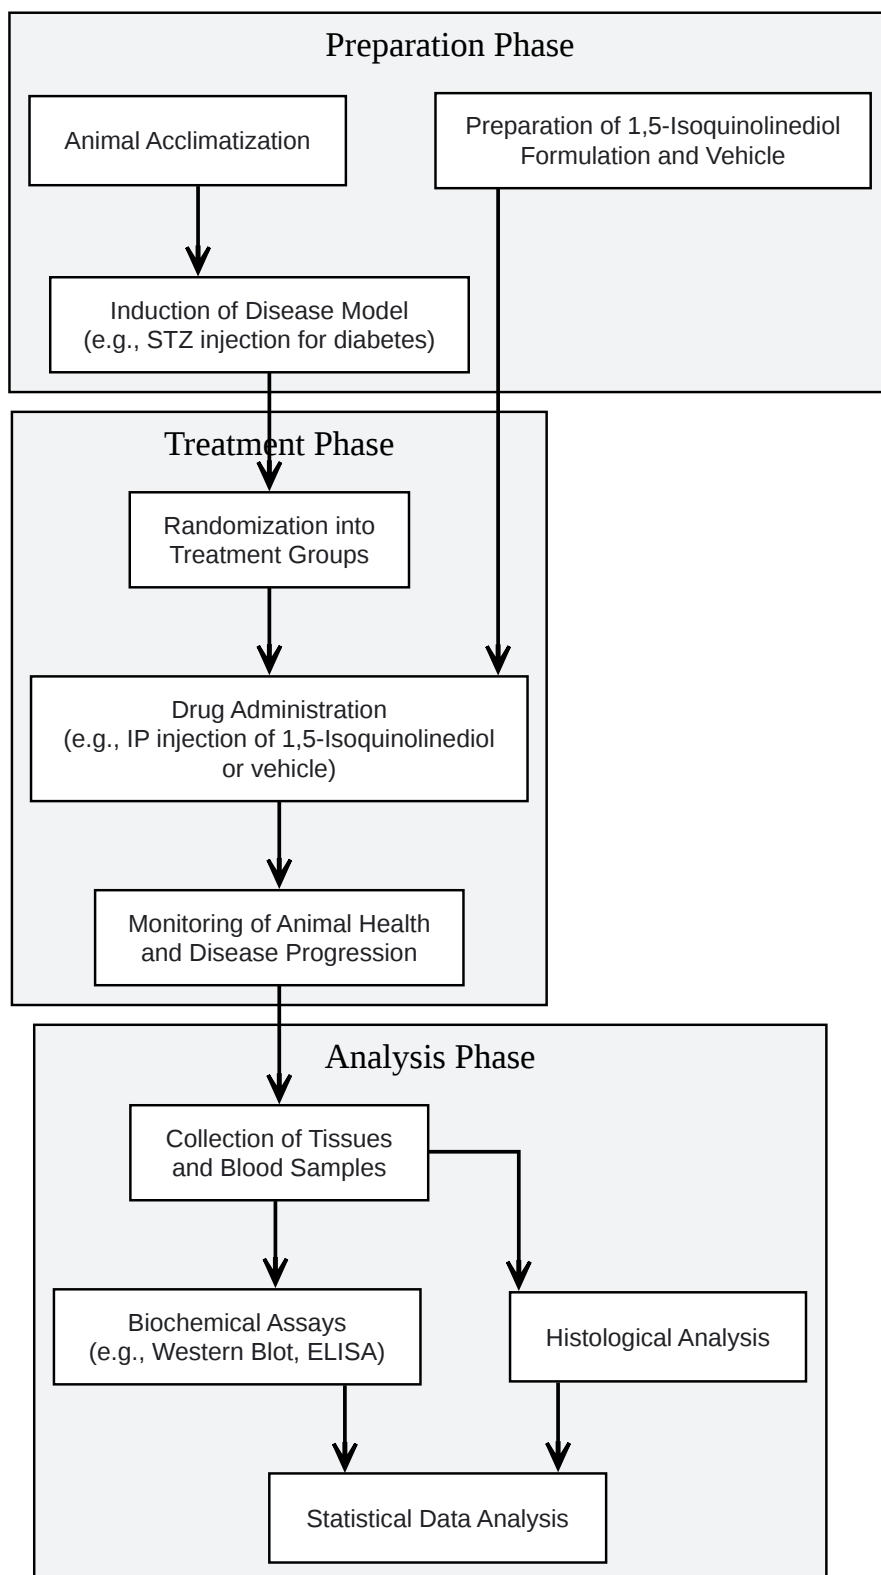 Preparation Phase
Animal Acclimatization
Preparation of 1,5-Isoquinolinediol
Formulation and Vehicle
Induction of Disease Model
(e.g., STZ injection for diabetes)
Treatment Phase
Randomization into
Treatment Groups
Drug Administration
(e.g., IP injection of 1,5-Isoquinolinediol
or vehicle)
Monitoring of Animal Health
and Disease Progression
Analysis Phase
Collection of Tissues
and Blood Samples
Biochemical Assays
(e.g., Western Blot, ELISA)
Histological Analysis
Statistical Data Analysis